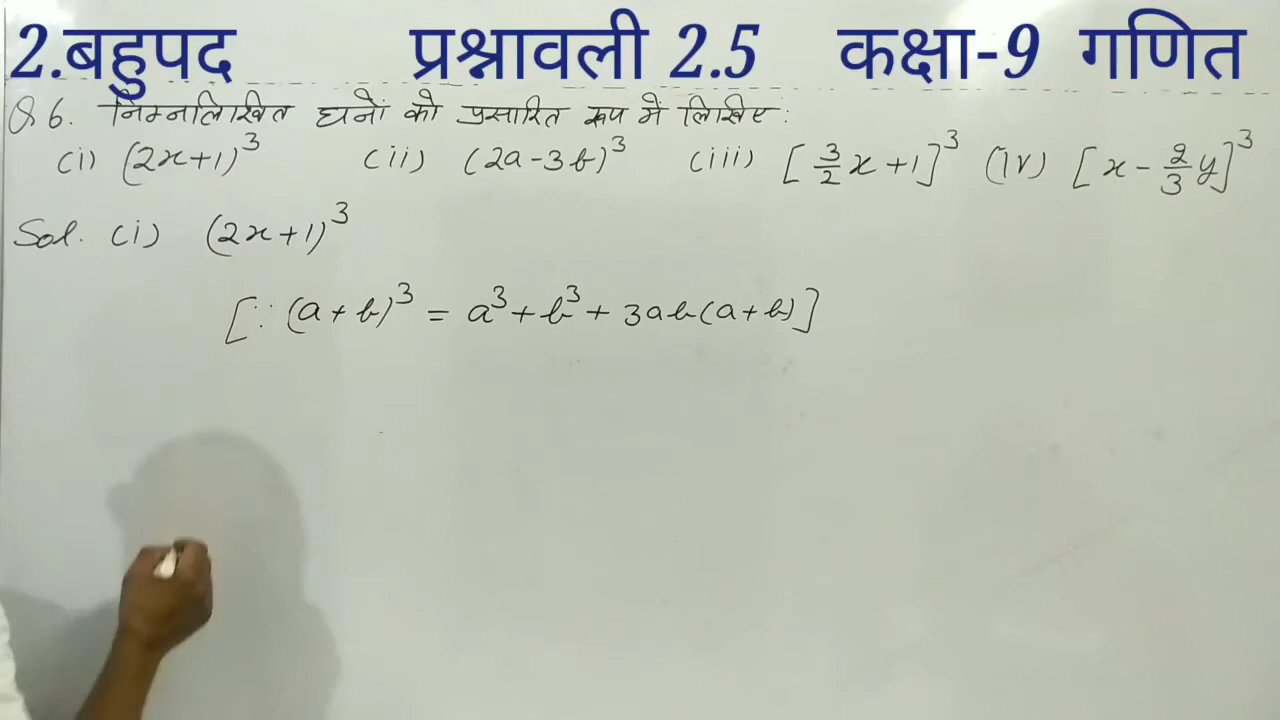 2.बहुपद प्रश्नावली 2.5 कक्षा-9 गणित
Q 6. निम्नलिखित घनों को प्रसारित रूप में लिखिए:
(i) (2x+1)³ (ii) (2a-3b)³ (iii) [3/2 x+1]³ (iv) [x-2/3 y]³
Sol. (i) (2x+1)³
[∵ (a+b)³ = a³+b³+3ab(a+b)]